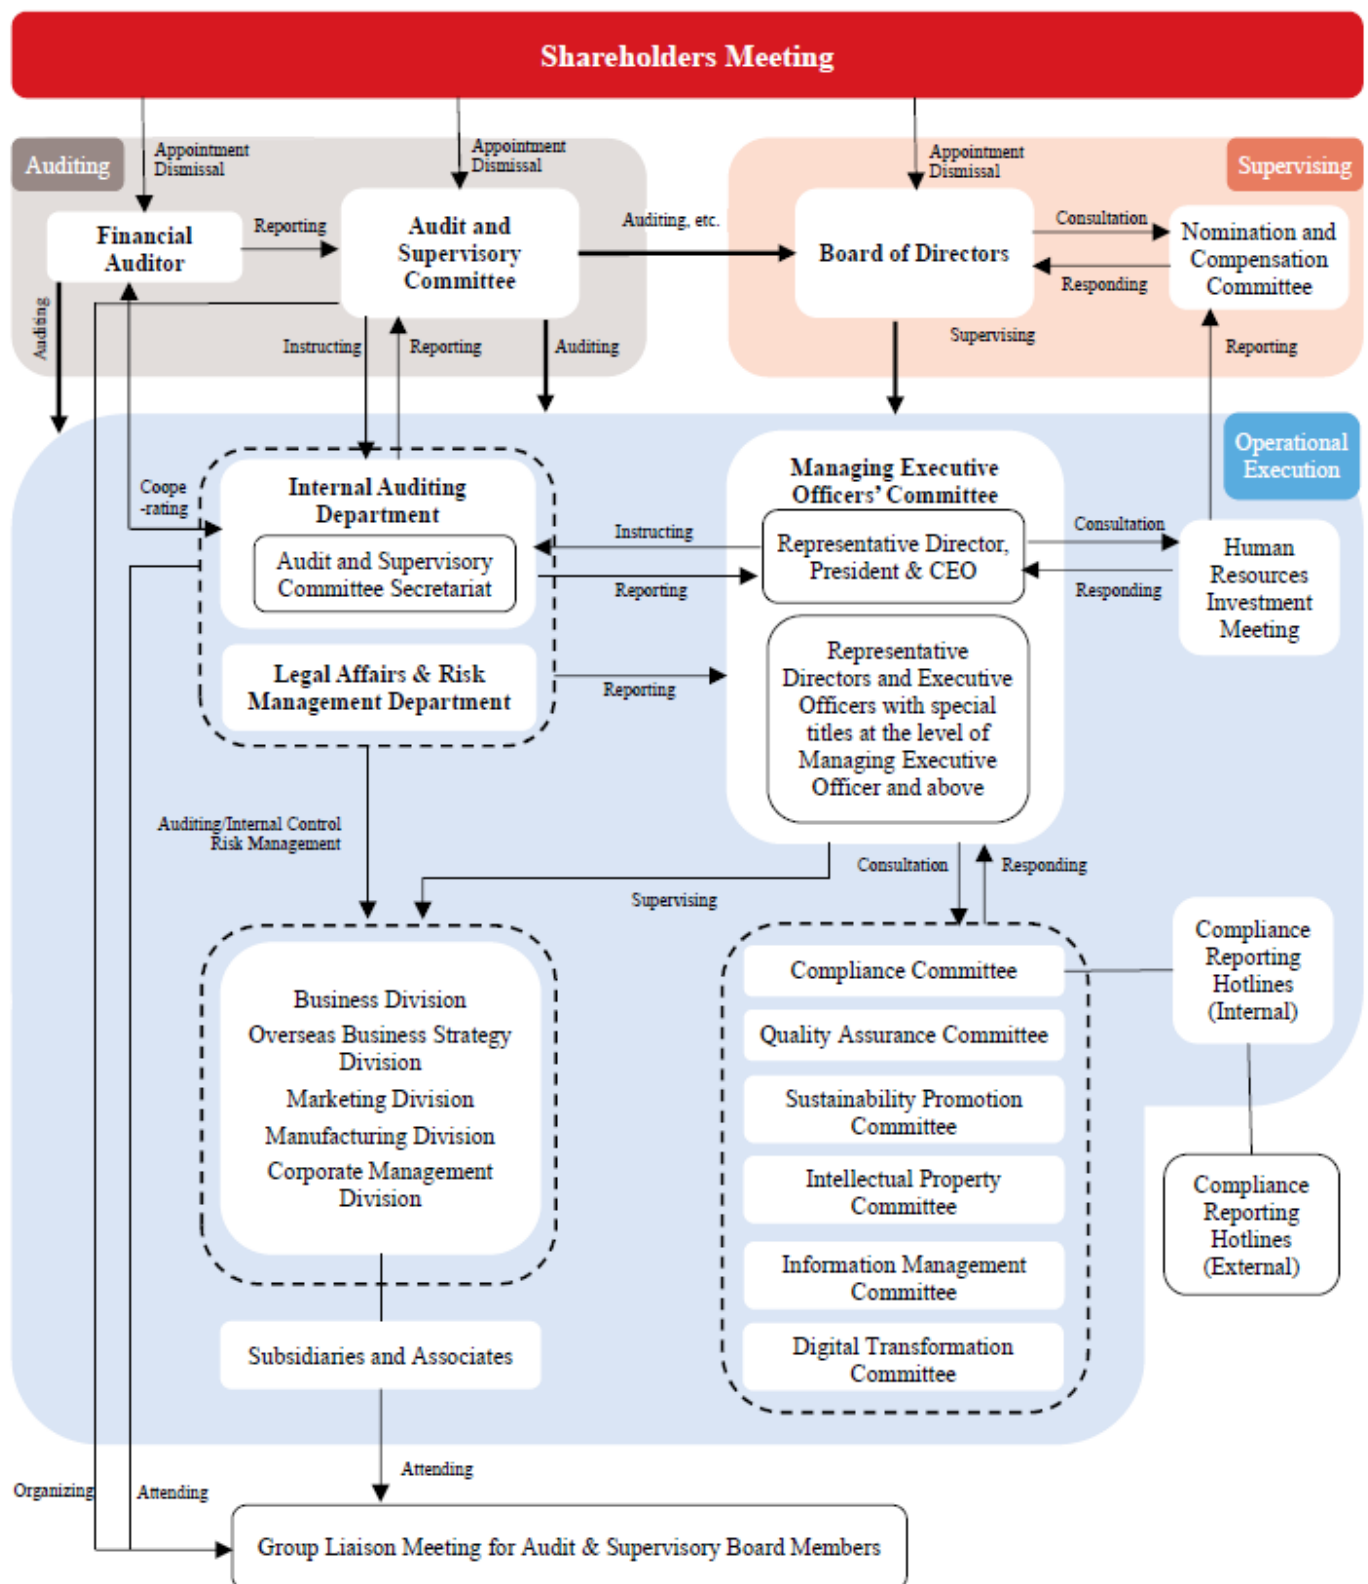 Shareholders Meeting
Auditing
Appointment
Dismissal
Appointment
Dismissal
Appointment
Dismissal
Supervising
Financial
Auditor
Reporting
Audit and
Supervisory
Committee
Auditing, etc.
Board of Directors
Consultation
Responding
Nomination and
Compensation
Committee
Auditing
Instructing
Reporting
Auditing
Supervising
Reporting
Operational
Execution
Coope
-rating
Internal Auditing
Department
Audit and Supervisory
Committee Secretariat
Legal Affairs & Risk
Management Department
Instructing
Reporting
Reporting
Managing Executive
Officers’ Committee
Representative Director,
President & CEO
Representative
Directors and Executive
Officers with special
titles at the level of
Managing Executive
Officer and above
Consultation
Responding
Human
Resources
Investment
Meeting
Auditing/Internal Control
Risk Management
Supervising
Consultation
Responding
Business Division
Overseas Business Strategy
Division
Marketing Division
Manufacturing Division
Corporate Management
Division
Compliance Committee
Quality Assurance Committee
Sustainability Promotion
Committee
Intellectual Property
Committee
Information Management
Committee
Digital Transformation
Committee
Compliance
Reporting
Hotlines
(Internal)
Compliance
Reporting
Hotlines
(External)
Subsidiaries and Associates
Organizing
Attending
Attending
Group Liaison Meeting for Audit & Supervisory Board Members